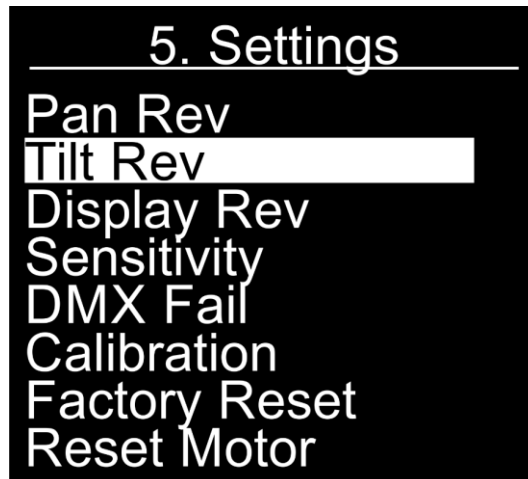 5. Settings
Pan Rev
Tilt Rev
Display Rev
Sensitivity
DMX Fail
Calibration
Factory Reset
Reset Motor